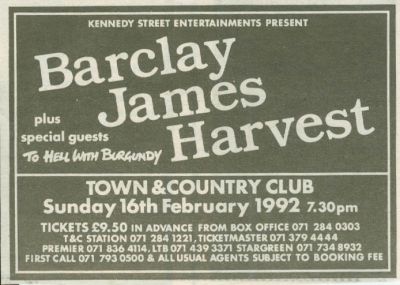 KENNEDY STREET ENTERTAINMENTS PRESENT
Barclay
James
Harvest
plus
special guests
TO HELL WITH BURGUNDY
TOWN & COUNTRY CLUB
Sunday 16th February 1992 7.30pm
TICKETS £9.50 IN ADVANCE FROM BOX OFFICE 071 284 0303
T&C STATION 071 284 1221, TICKETMASTER 071 379 4444
PREMIER 071 836 4114, LTB 071 439 3371 STARGREEN 071 734 8932
FIRST CALL 071 793 0500 & ALL USUAL AGENTS SUBJECT TO BOOKING FEE